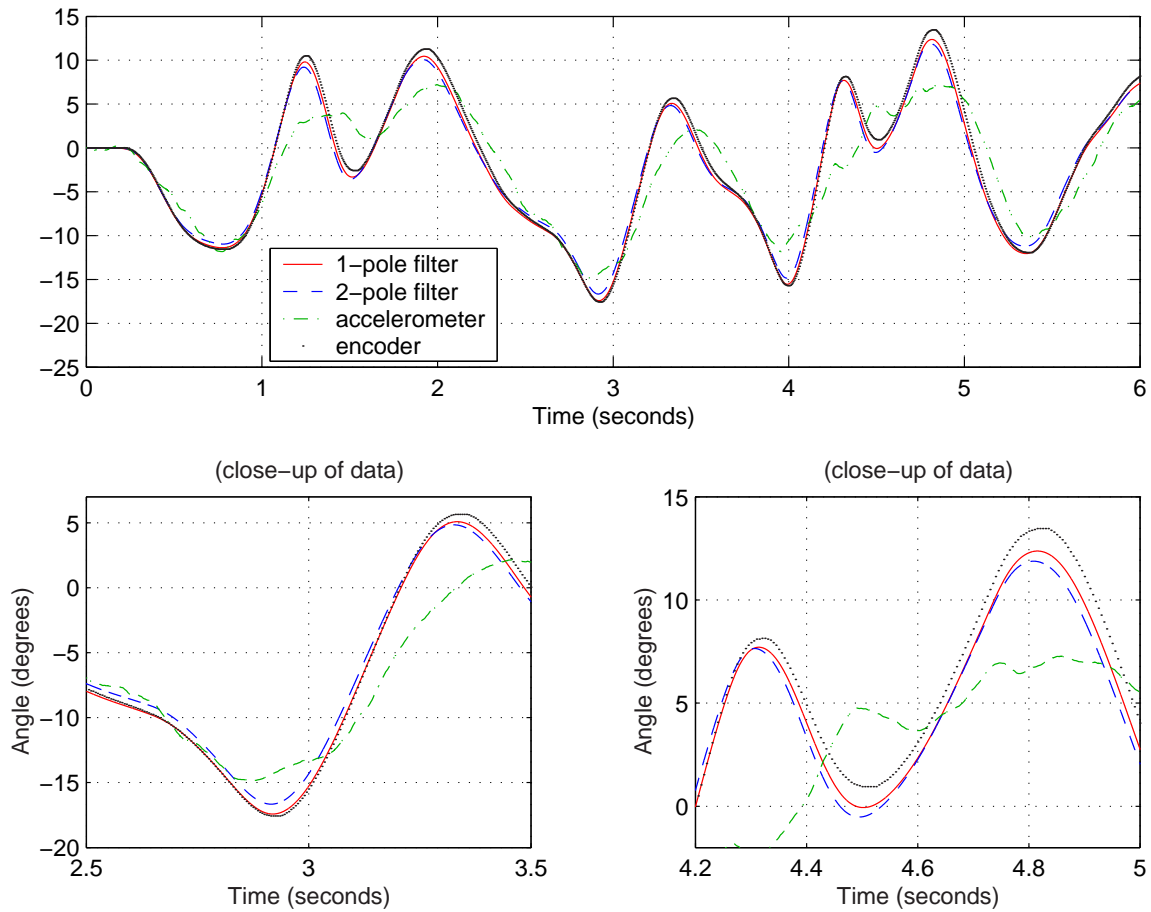 15
10
5
0
−5
−10
−15
−20
−25
1−pole filter
2−pole filter
accelerometer
encoder
0 1 2 3 4 5 6
Time (seconds)
(close−up of data)
5
0
−5
−10
−15
−20
Angle (degrees)
2.5 3 3.5
Time (seconds)
(close−up of data)
15
10
5
0
Angle (degrees)
4.2 4.4 4.6 4.8 5
Time (seconds)